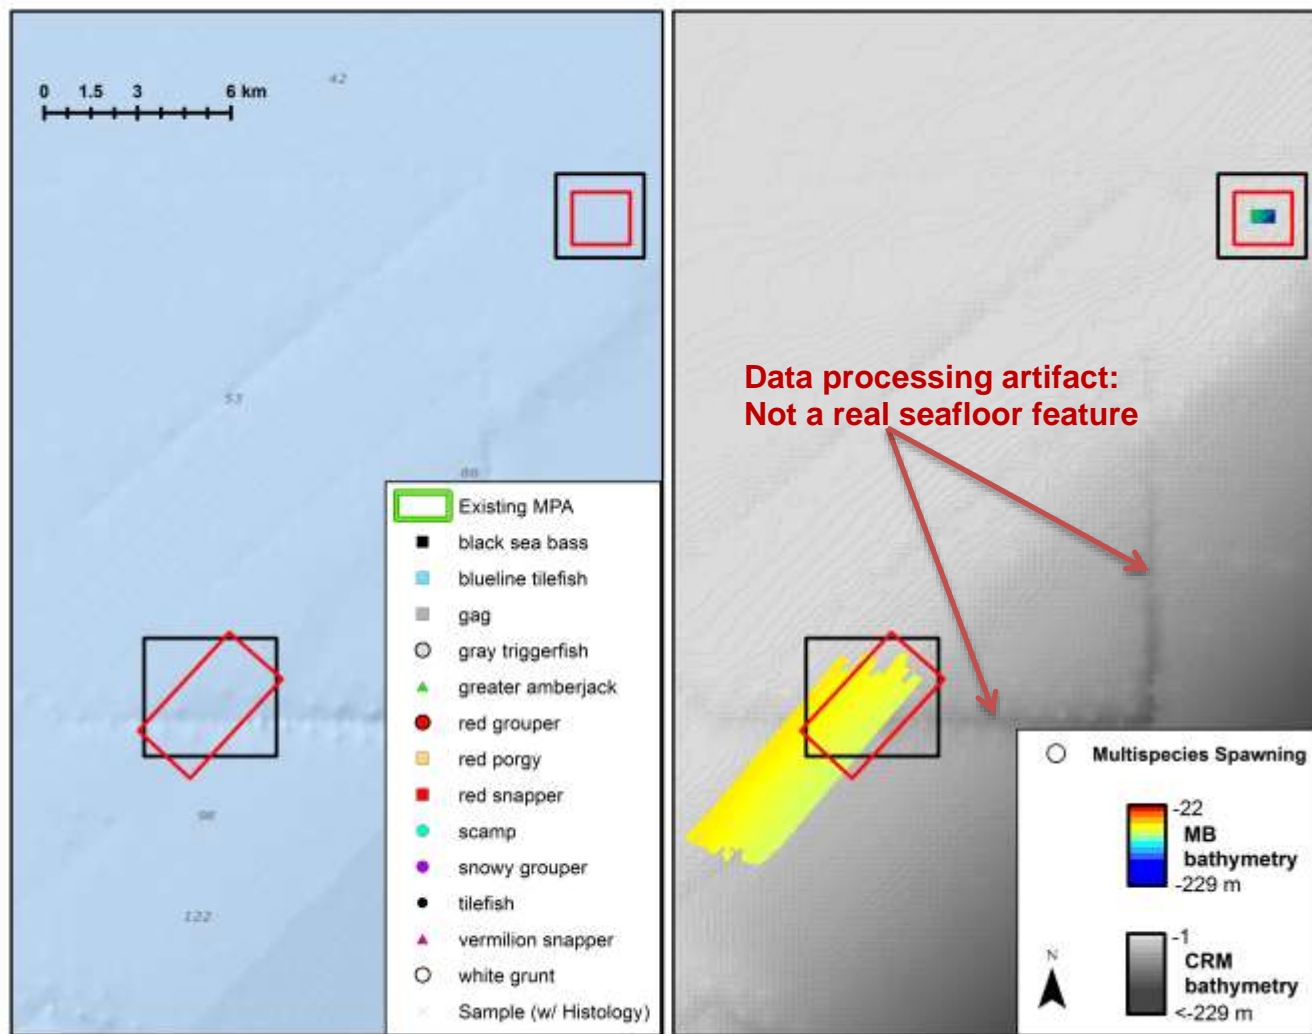 42
0 1.5 3 6 km
53
Existing MPA
black sea bass
blueline tilefish
gag
gray triggerfish
greater amberjack
red grouper
red porgy
red snapper
scamp
snowy grouper
tilefish
vermilion snapper
white grunt
Sample (w/ Histology)
122
Data processing artifact:
Not a real seafloor feature
Multispecies Spawning
-22
MB
bathymetry
-229 m
-1
CRM
bathymetry
<-229 m
N